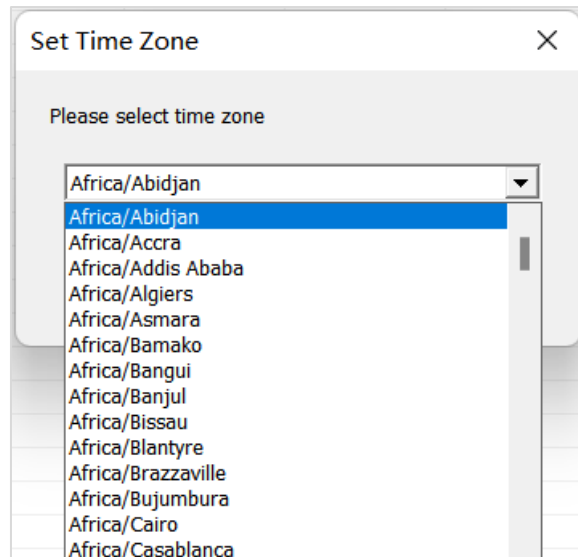 Set Time Zone
Please select time zone
Africa/Abidjan
Africa/Abidjan
Africa/Accra
Africa/Addis Ababa
Africa/Algiers
Africa/Asmara
Africa/Bamako
Africa/Bangui
Africa/Banjul
Africa/Bissau
Africa/Blantyre
Africa/Brazzaville
Africa/Bujumbura
Africa/Cairo
Africa/Casablanca